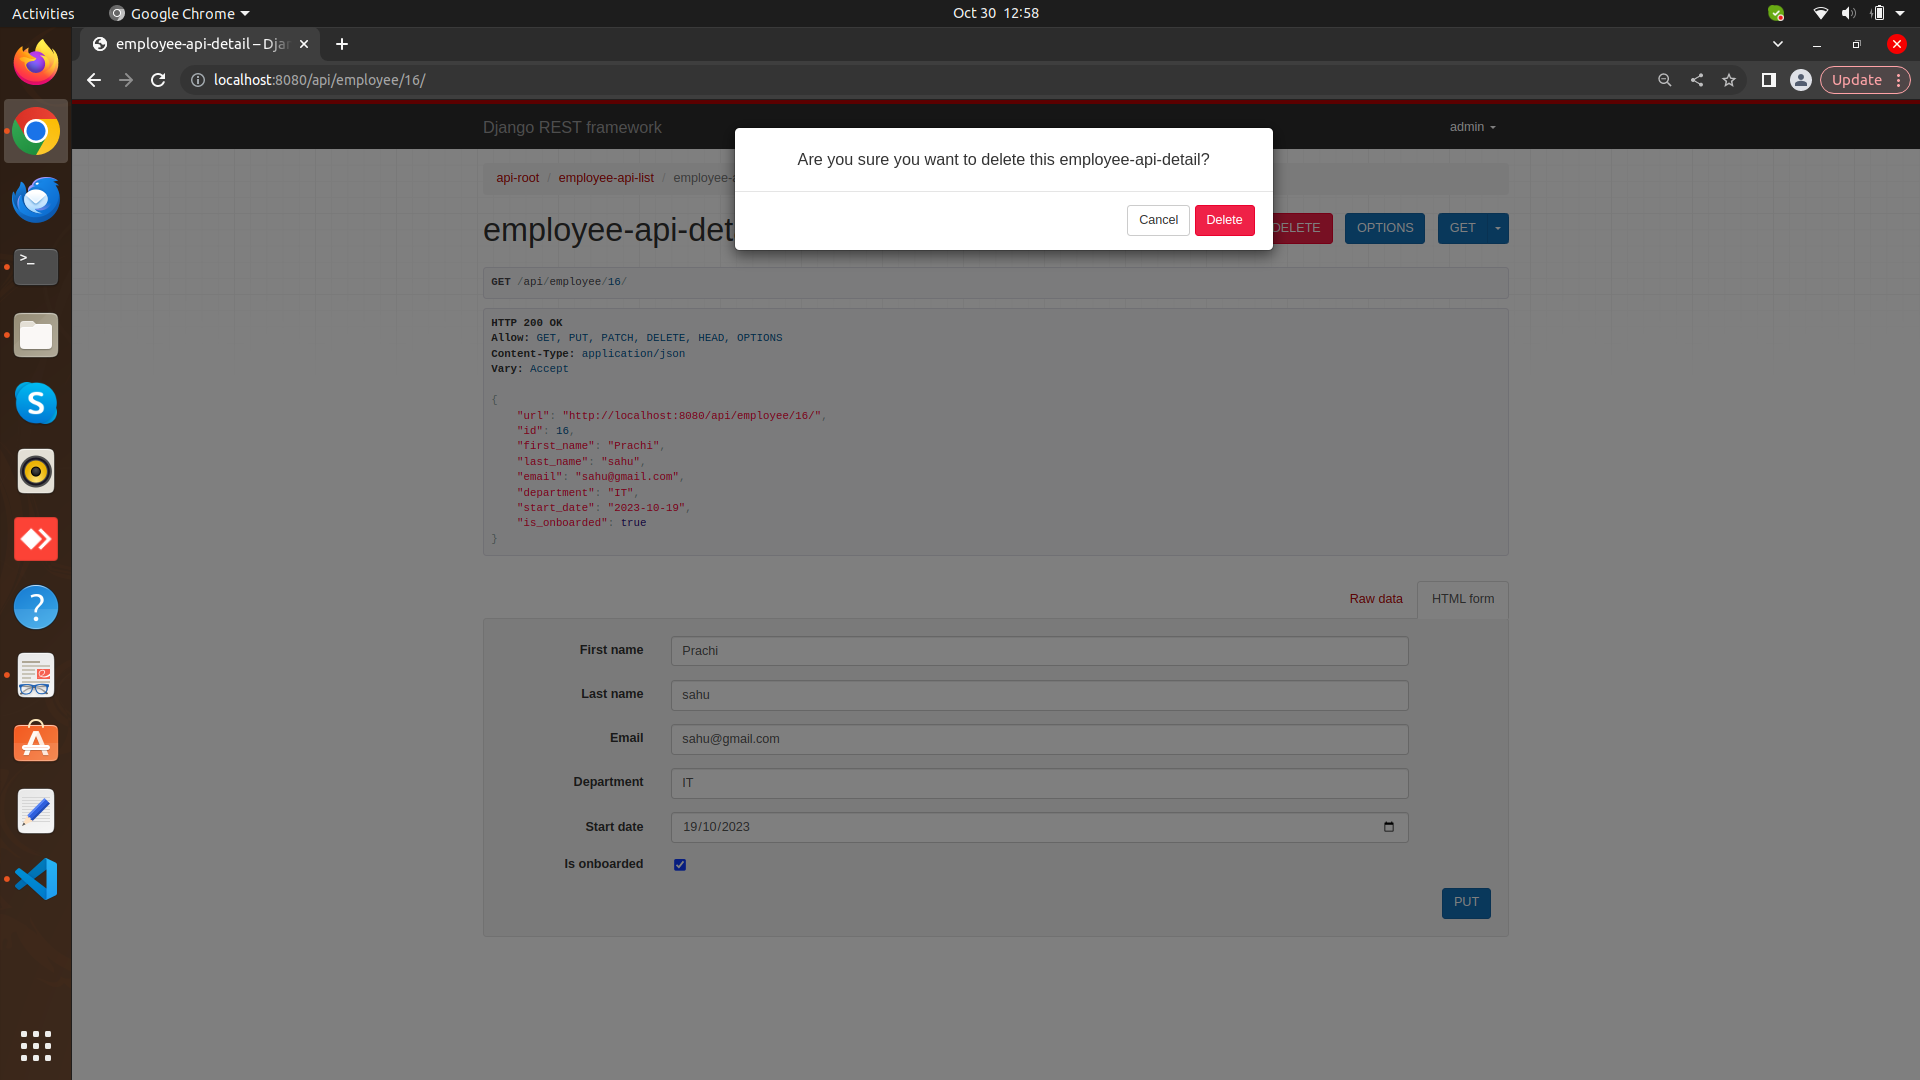 Activities
Google Chrome
Oct 30 12:58
employee-api-detail – Djan
localhost:8080/api/employee/16/
Update
Django REST framework
admin
Are you sure you want to delete this employee-api-detail?
Cancel
Delete
api-root / employee-api-list / employee-a
employee-api-det
DELETE
OPTIONS
GET
GET /api/employee/16/
HTTP 200 OK
Allow: GET, PUT, PATCH, DELETE, HEAD, OPTIONS
Content-Type: application/json
Vary: Accept
{
"url": "http://localhost:8080/api/employee/16/",
"id": 16,
"first_name": "Prachi",
"last_name": "sahu",
"email": "sahu@gmail.com",
"department": "IT",
"start_date": "2023-10-19",
"is_onboarded": true
}
Raw data
HTML form
First name
Prachi
Last name
sahu
Email
sahu@gmail.com
Department
IT
Start date
19/10/2023
Is onboarded
PUT